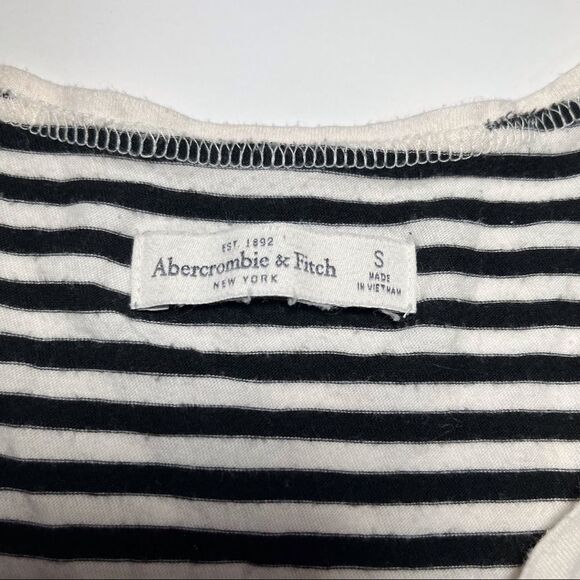 EST. 1892
Abercrombie & Fitch
NEW YORK
S
MADE
IN VIETNAM